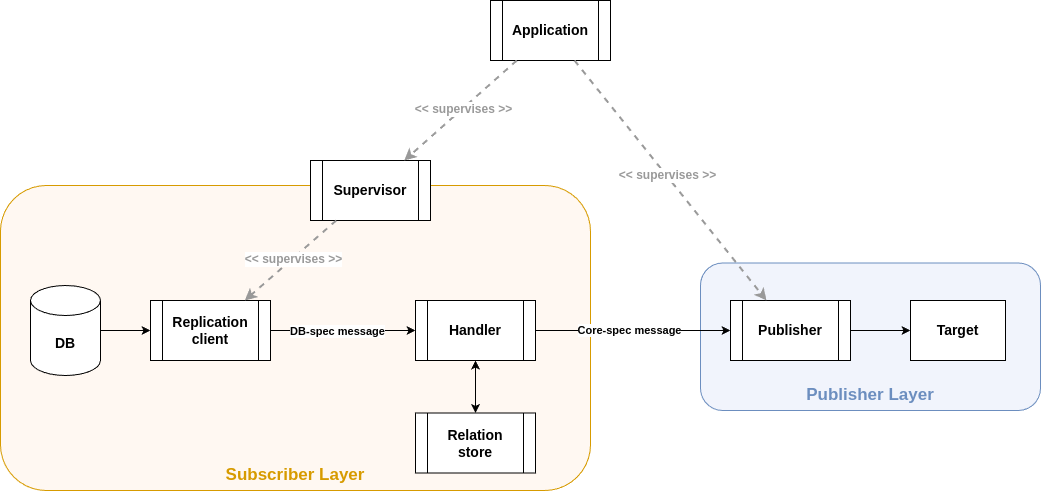 Application
<< supervises >>
<< supervises >>
Supervisor
<< supervises >>
DB
Replication
client
DB-spec message
Handler
Core-spec message
Publisher
Target
Publisher Layer
Relation
store
Subscriber Layer